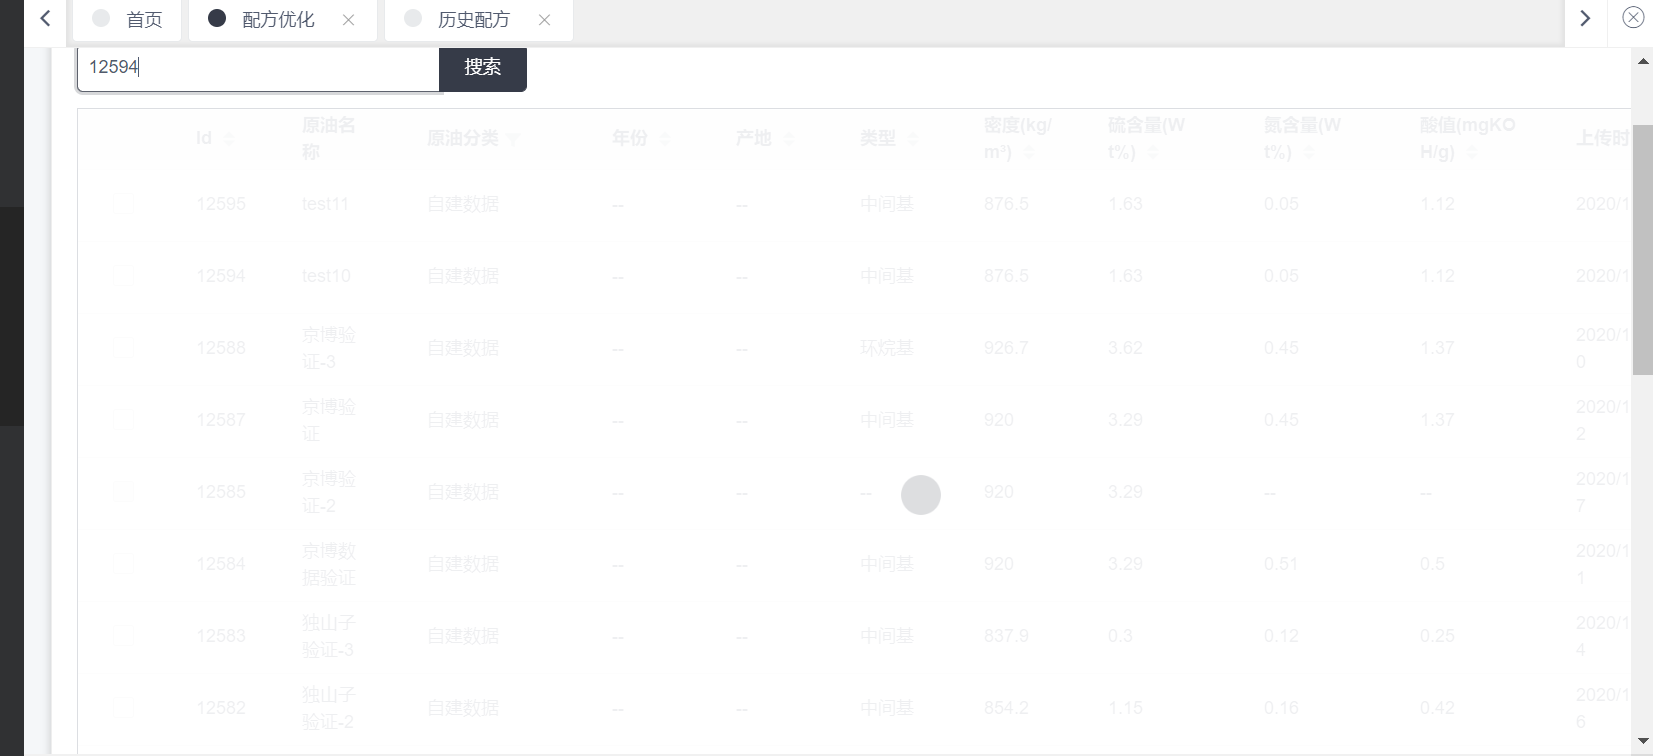 首页 配方优化 历史配方
12594 搜索
Id 原油名称 原油分类 年份 产地 类型 密度(kg/m³) 硫含量(Wt%) 氮含量(Wt%) 酸值(mgKOH/g) 上传时
12595 test11 自建数据 -- -- 中间基 876.5 1.63 0.05 1.12 2020/1
12594 test10 自建数据 -- -- 中间基 876.5 1.63 0.05 1.12 2020/1
12588 京博验证-3 自建数据 -- -- 环烷基 926.7 3.62 0.45 1.37 2020/1 0
12587 京博验证 自建数据 -- -- 中间基 920 3.29 0.45 1.37 2020/1 2
12585 京博验证-2 自建数据 -- -- -- 920 3.29 -- -- 2020/1 7
12584 京博数据验证 自建数据 -- -- 中间基 920 3.29 0.51 0.5 2020/1 1
12583 独山子验证-3 自建数据 -- -- 中间基 837.9 0.3 0.12 0.25 2020/1 4
12582 独山子验证-2 自建数据 -- -- 中间基 854.2 1.15 0.16 0.42 2020/1 6